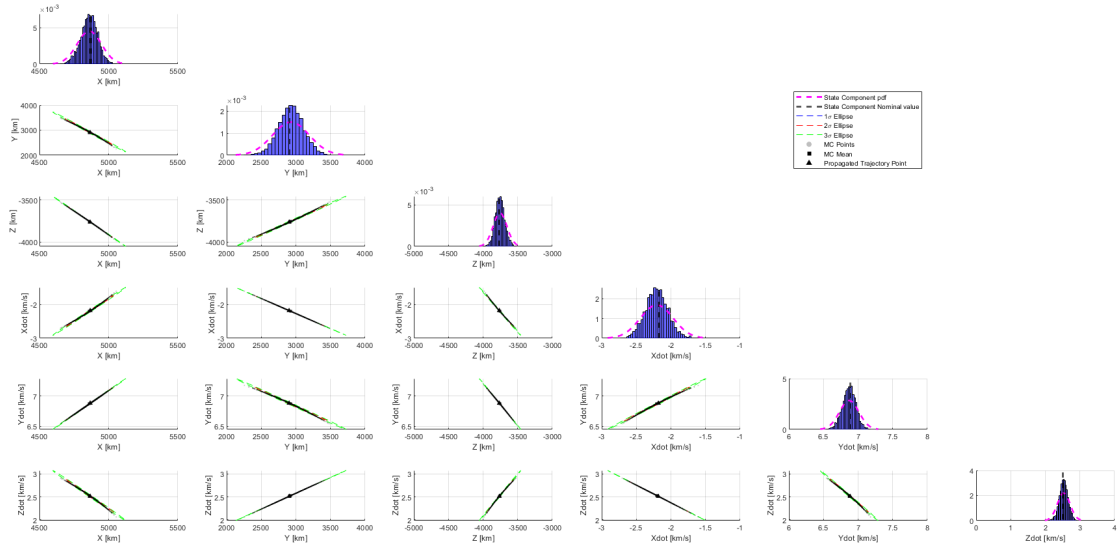 ×10^-3
5
0
4500 5000 5500
X [km]
4000
3000
2000
Y [km]
4500 5000 5500
X [km]
×10^-3
2
1
0
2000 2500 3000 3500 4000
Y [km]
State Component pdf
State Component Nominal value
1σ Ellipse
2σ Ellipse
3σ Ellipse
MC Points
MC Mean
Propagated Trajectory Point
-3500
-4000
Z [km]
4500 5000 5500
X [km]
-3500
-4000
Z [km]
2000 2500 3000 3500 4000
Y [km]
×10^-3
5
0
-5000 -4500 -4000 -3500 -3000
Z [km]
-2
-3
Xdot [km/s]
4500 5000 5500
X [km]
-2
-3
Xdot [km/s]
2000 2500 3000 3500 4000
Y [km]
-2
-3
Xdot [km/s]
-5000 -4500 -4000 -3500 -3000
Z [km]
2
1
0
-3 -2.5 -2 -1.5 -1
Xdot [km/s]
7
6.5
Ydot [km/s]
4500 5000 5500
X [km]
7
6.5
Ydot [km/s]
2000 2500 3000 3500 4000
Y [km]
7
6.5
Ydot [km/s]
-5000 -4500 -4000 -3500 -3000
Z [km]
7
6.5
Ydot [km/s]
-3 -2.5 -2 -1.5 -1
Xdot [km/s]
5
0
6 6.5 7 7.5 8
Ydot [km/s]
3
2.5
2
Zdot [km/s]
4500 5000 5500
X [km]
3
2.5
2
Zdot [km/s]
2000 2500 3000 3500 4000
Y [km]
3
2.5
2
Zdot [km/s]
-5000 -4500 -4000 -3500 -3000
Z [km]
3
2.5
2
Zdot [km/s]
-3 -2.5 -2 -1.5 -1
Xdot [km/s]
3
2.5
2
Zdot [km/s]
6 6.5 7 7.5 8
Ydot [km/s]
4
2
0
0 1 2 3 4
Zdot [km/s]